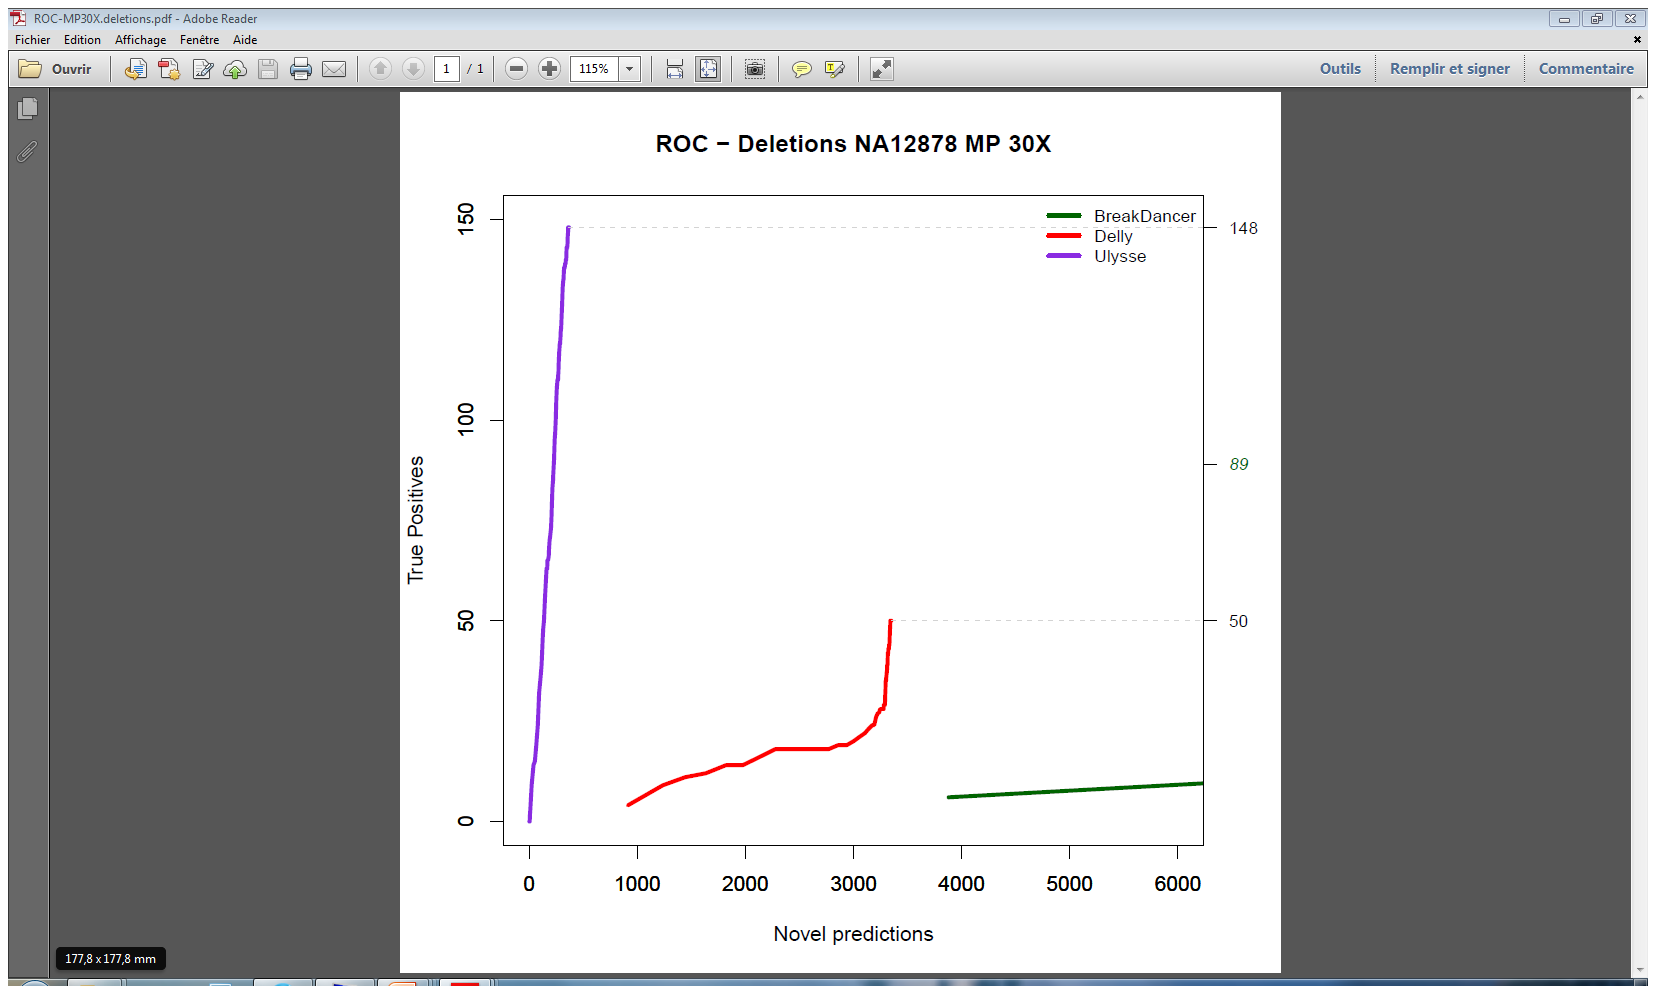 ROC-MP30X.deletions.pdf - Adobe Reader
Fichier Edition Affichage Fenêtre Aide
Ouvrir 1 / 1 115% Outils Remplir et signer Commentaire
ROC − Deletions NA12878 MP 30X
BreakDancer
Delly
Ulysse
150
100
50
0
True Positives
148
89
50
0 1000 2000 3000 4000 5000 6000
Novel predictions
177,8 x 177,8 mm